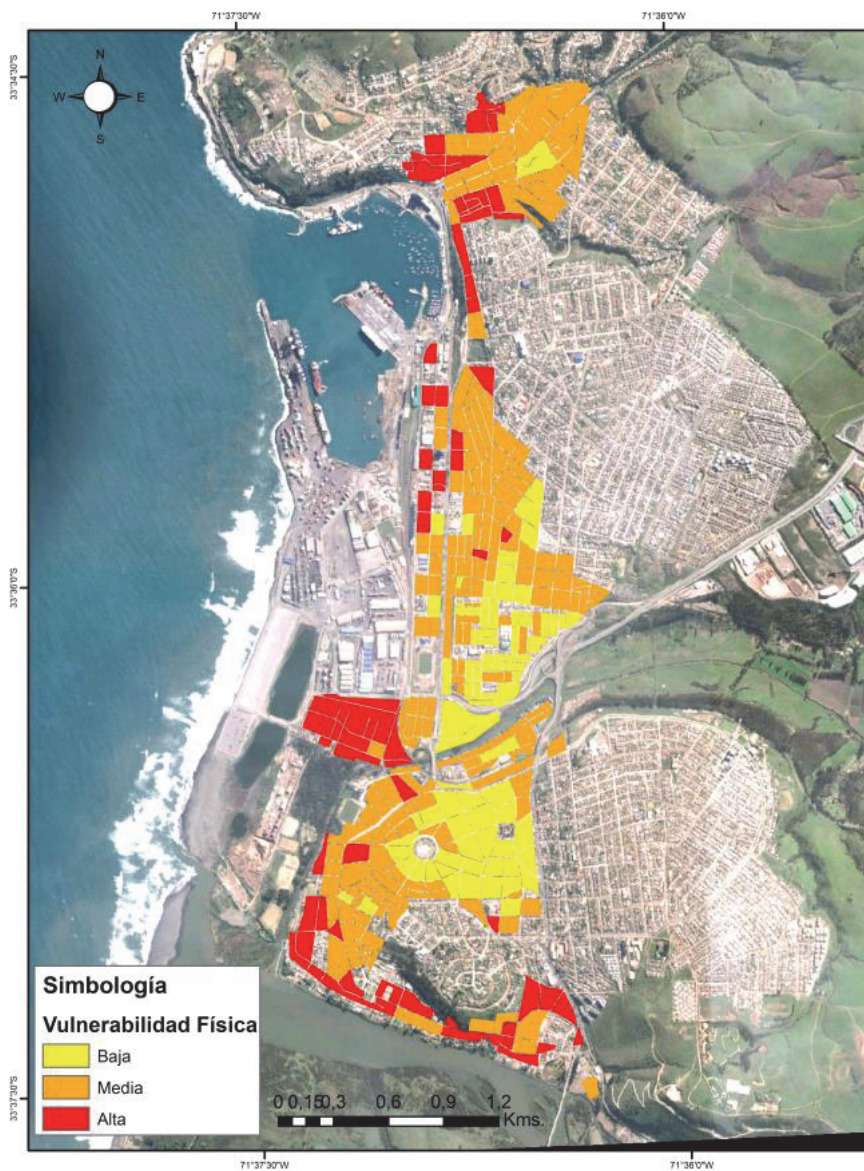 71°37'30"W
71°36'0"W
N
W
E
S
33°34'30"S
33°36'0"S
33°37'30"S
Simbología
Vulnerabilidad Física
Baja
Media
Alta
0 0,15 0,3 0,6 0,9 1,2
Kms.
71°37'30"W
71°36'0"W